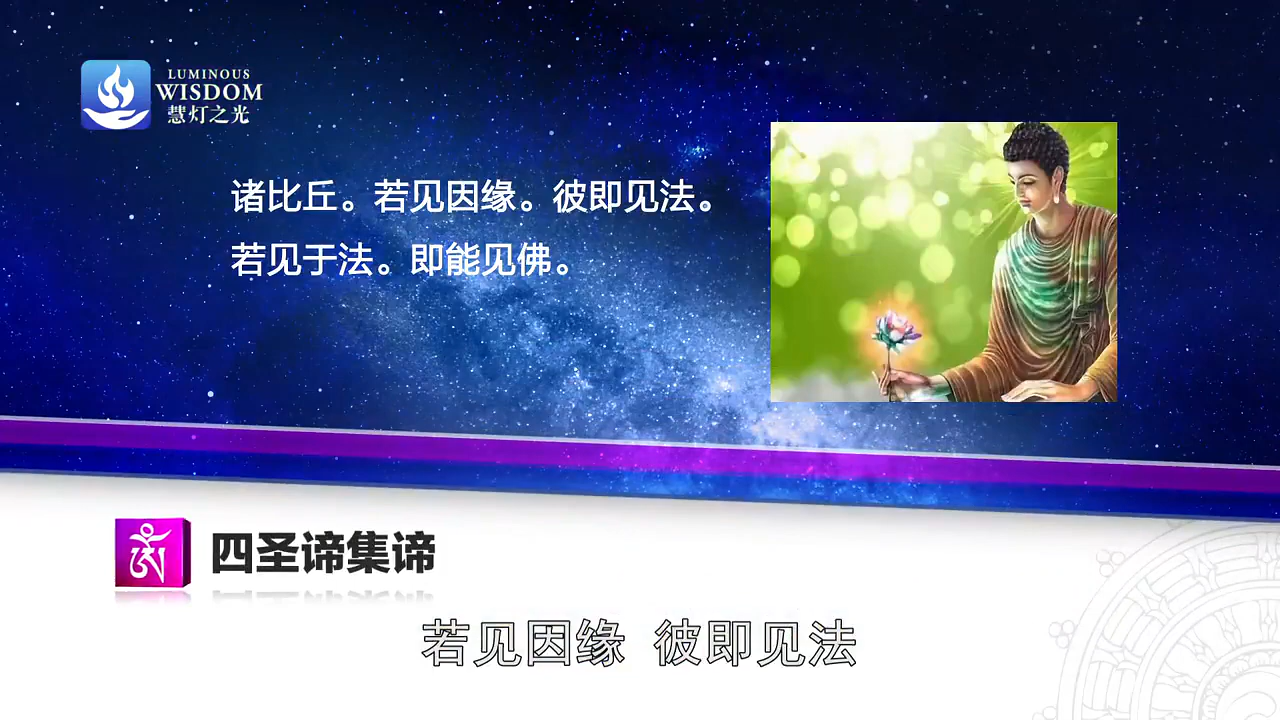 LUMINOUS
WISDOM
慧灯之光
诸比丘。若见因缘。彼即见法。
若见于法。即能见佛。
ༀ
四圣谛集谛
若见因缘 彼即见法